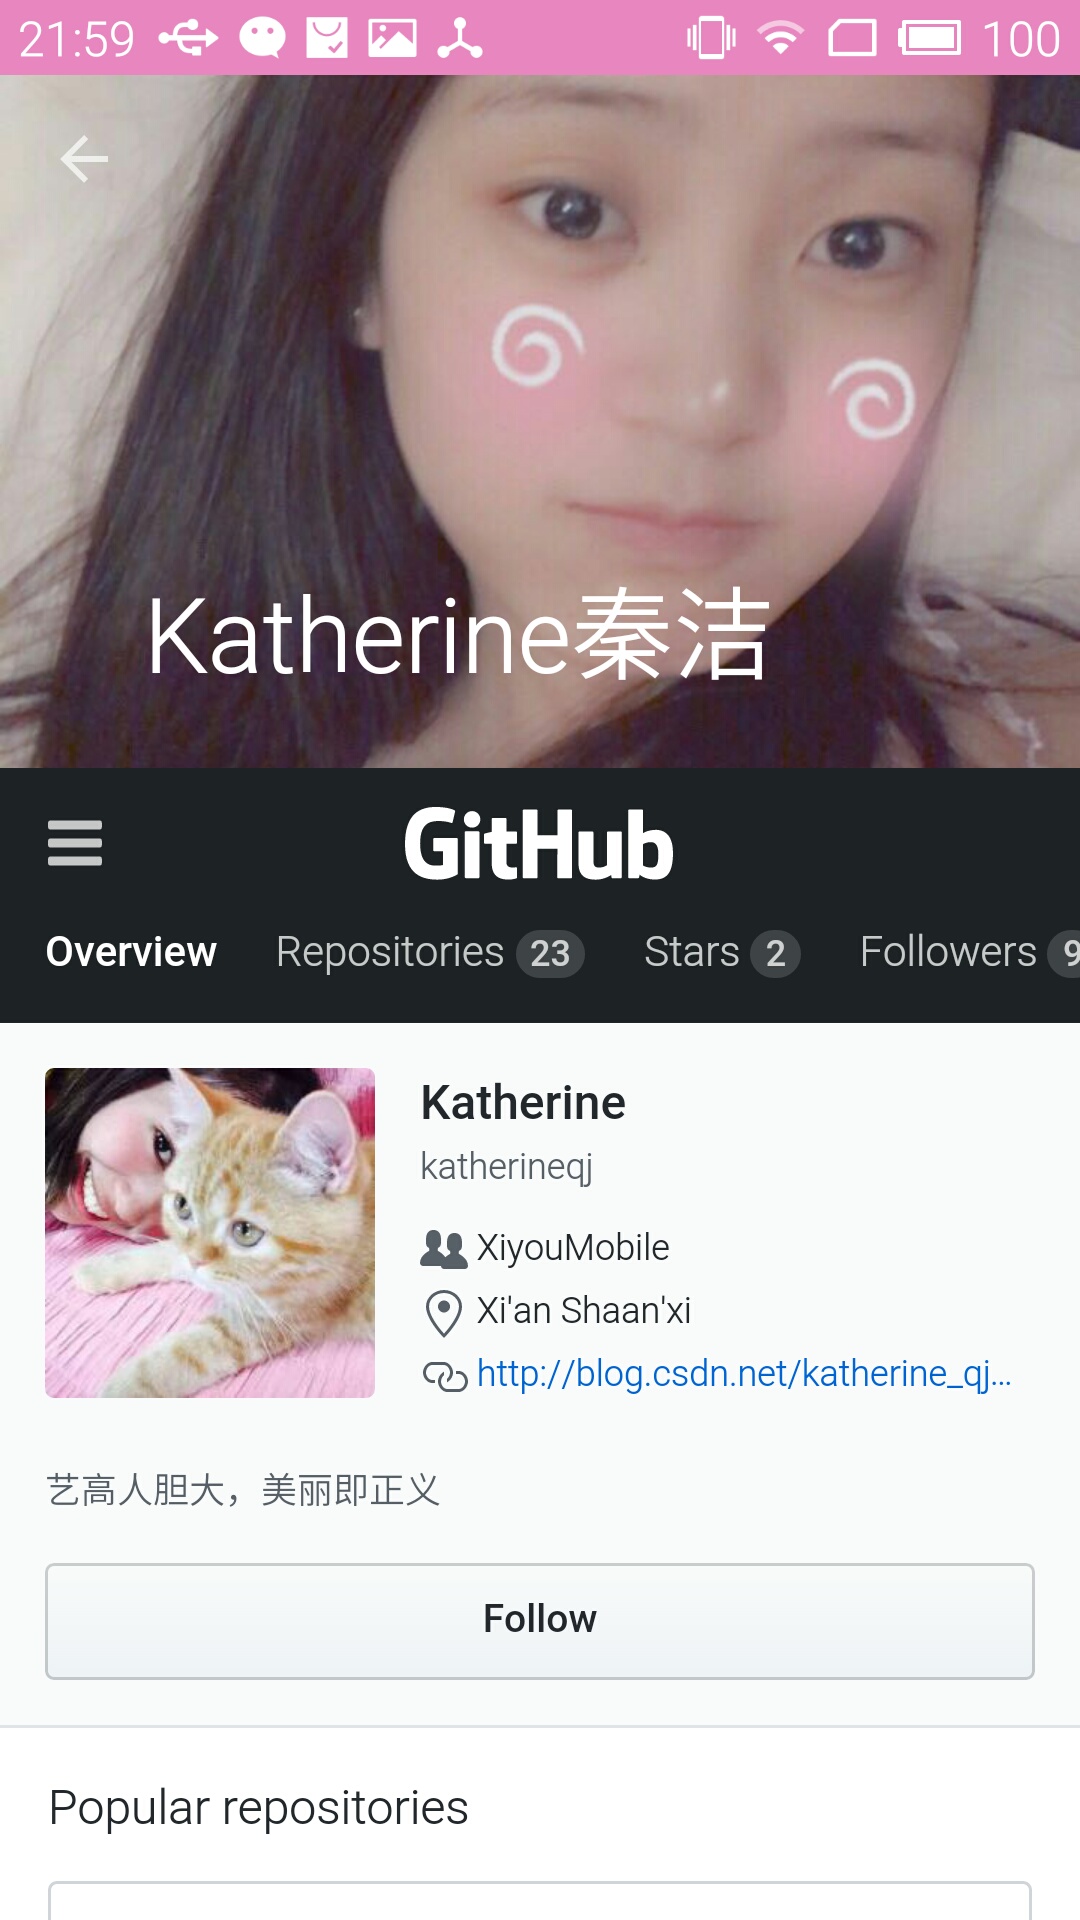 21:59
100
Katherine秦洁
GitHub
Overview Repositories 23 Stars 2 Followers 9
Katherine
katherineqj
XiyouMobile
Xi'an Shaan'xi
http://blog.csdn.net/katherine_qj...
艺高人胆大，美丽即正义
Follow
Popular repositories